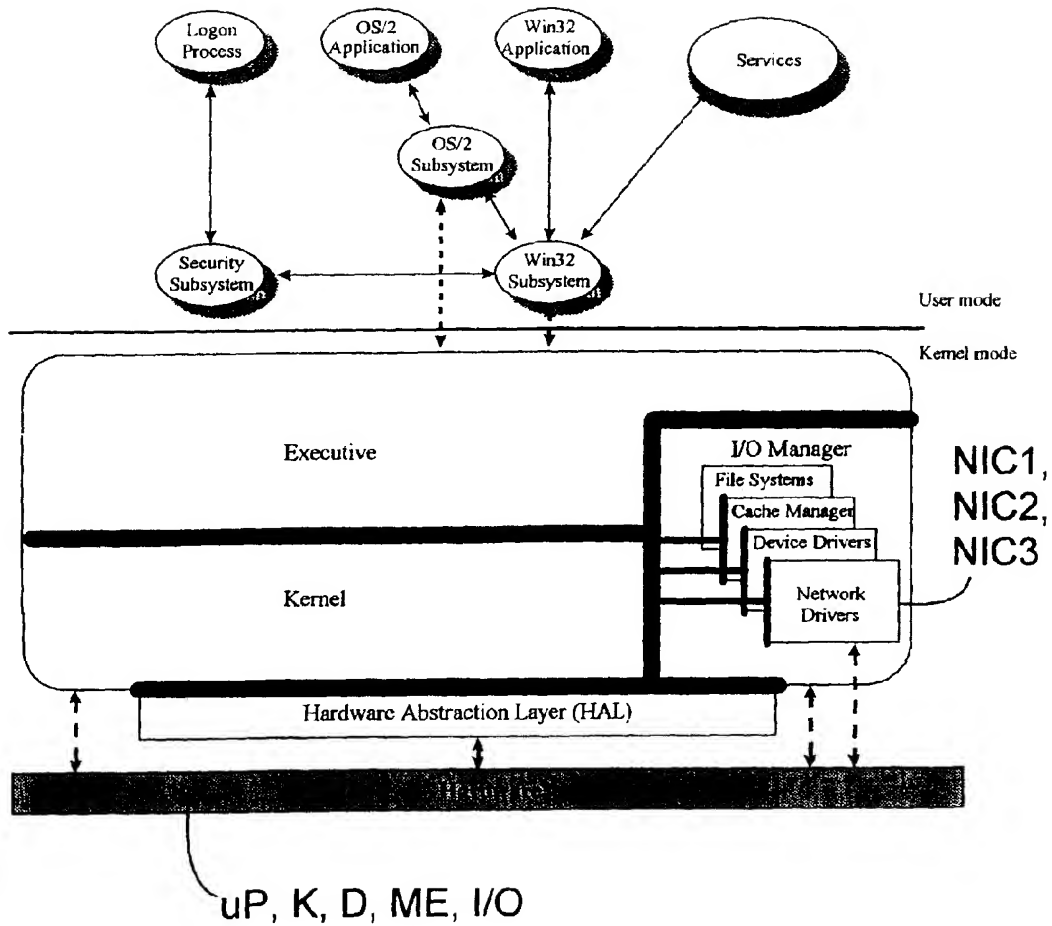 Logon
Process
OS/2
Application
Win32
Application
Services
OS/2
Subsystem
Security
Subsystem
Win32
Subsystem
User mode
Kernel mode
Executive
I/O Manager
File Systems
Cache Manager
Device Drivers
Network
Drivers
NIC1,
NIC2,
NIC3
Kernel
Hardware Abstraction Layer (HAL)
uP, K, D, ME, I/O